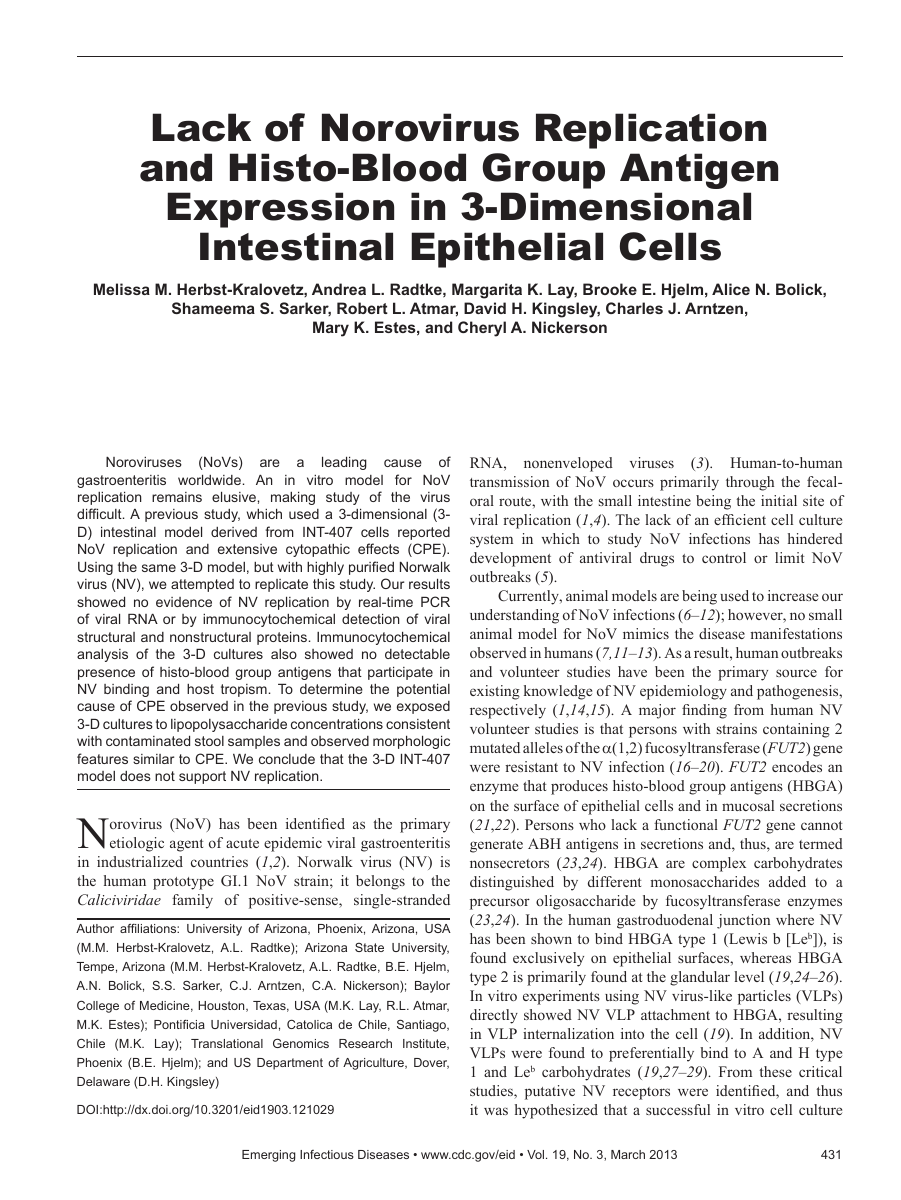 Lack of Norovirus Replication
and Histo-Blood Group Antigen
Expression in 3-Dimensional
Intestinal Epithelial Cells
Melissa M. Herbst-Kralovetz, Andrea L. Radtke, Margarita K. Lay, Brooke E. Hjelm, Alice N. Bolick,
Shameema S. Sarker, Robert L. Atmar, David H. Kingsley, Charles J. Arntzen,
Mary K. Estes, and Cheryl A. Nickerson
Noroviruses (NoVs) are a leading cause of
gastroenteritis worldwide. An in vitro model for NoV
replication remains elusive, making study of the virus
difficult. A previous study, which used a 3-dimensional (3-
D) intestinal model derived from INT-407 cells reported
NoV replication and extensive cytopathic effects (CPE).
Using the same 3-D model, but with highly purified Norwalk
virus (NV), we attempted to replicate this study. Our results
showed no evidence of NV replication by real-time PCR
of viral RNA or by immunocytochemical detection of viral
structural and nonstructural proteins. Immunocytochemical
analysis of the 3-D cultures also showed no detectable
presence of histo-blood group antigens that participate in
NV binding and host tropism. To determine the potential
cause of CPE observed in the previous study, we exposed
3-D cultures to lipopolysaccharide concentrations consistent
with contaminated stool samples and observed morphologic
features similar to CPE. We conclude that the 3-D INT-407
model does not support NV replication.
Norovirus (NoV) has been identified as the primary
etiologic agent of acute epidemic viral gastroenteritis
in industrialized countries (1,2). Norwalk virus (NV) is
the human prototype GI.1 NoV strain; it belongs to the
Caliciviridae family of positive-sense, single-stranded
Author affiliations: University of Arizona, Phoenix, Arizona, USA
(M.M. Herbst-Kralovetz, A.L. Radtke); Arizona State University,
Tempe, Arizona (M.M. Herbst-Kralovetz, A.L. Radtke, B.E. Hjelm,
A.N. Bolick, S.S. Sarker, C.J. Arntzen, C.A. Nickerson); Baylor
College of Medicine, Houston, Texas, USA (M.K. Lay, R.L. Atmar,
M.K. Estes); Pontificia Universidad, Catolica de Chile, Santiago,
Chile (M.K. Lay); Translational Genomics Research Institute,
Phoenix (B.E. Hjelm); and US Department of Agriculture, Dover,
Delaware (D.H. Kingsley)
DOI:http://dx.doi.org/10.3201/eid1903.121029
RNA, nonenveloped viruses (3). Human-to-human
transmission of NoV occurs primarily through the fecal-
oral route, with the small intestine being the initial site of
viral replication (1,4). The lack of an efficient cell culture
system in which to study NoV infections has hindered
development of antiviral drugs to control or limit NoV
outbreaks (5).
Currently, animal models are being used to increase our
understanding of NoV infections (6–12); however, no small
animal model for NoV mimics the disease manifestations
observed in humans (7,11–13). As a result, human outbreaks
and volunteer studies have been the primary source for
existing knowledge of NV epidemiology and pathogenesis,
respectively (1,14,15). A major finding from human NV
volunteer studies is that persons with strains containing 2
mutated alleles of the α(1,2) fucosyltransferase (FUT2) gene
were resistant to NV infection (16–20). FUT2 encodes an
enzyme that produces histo-blood group antigens (HBGA)
on the surface of epithelial cells and in mucosal secretions
(21,22). Persons who lack a functional FUT2 gene cannot
generate ABH antigens in secretions and, thus, are termed
nonsecretors (23,24). HBGA are complex carbohydrates
distinguished by different monosaccharides added to a
precursor oligosaccharide by fucosyltransferase enzymes
(23,24). In the human gastroduodenal junction where NV
has been shown to bind HBGA type 1 (Lewis b [Leᵇ]), is
found exclusively on epithelial surfaces, whereas HBGA
type 2 is primarily found at the glandular level (19,24–26).
In vitro experiments using NV virus-like particles (VLPs)
directly showed NV VLP attachment to HBGA, resulting
in VLP internalization into the cell (19). In addition, NV
VLPs were found to preferentially bind to A and H type
1 and Leᵇ carbohydrates (19,27–29). From these critical
studies, putative NV receptors were identified, and thus
it was hypothesized that a successful in vitro cell culture
Emerging Infectious Diseases • www.cdc.gov/eid • Vol. 19, No. 3, March 2013
431